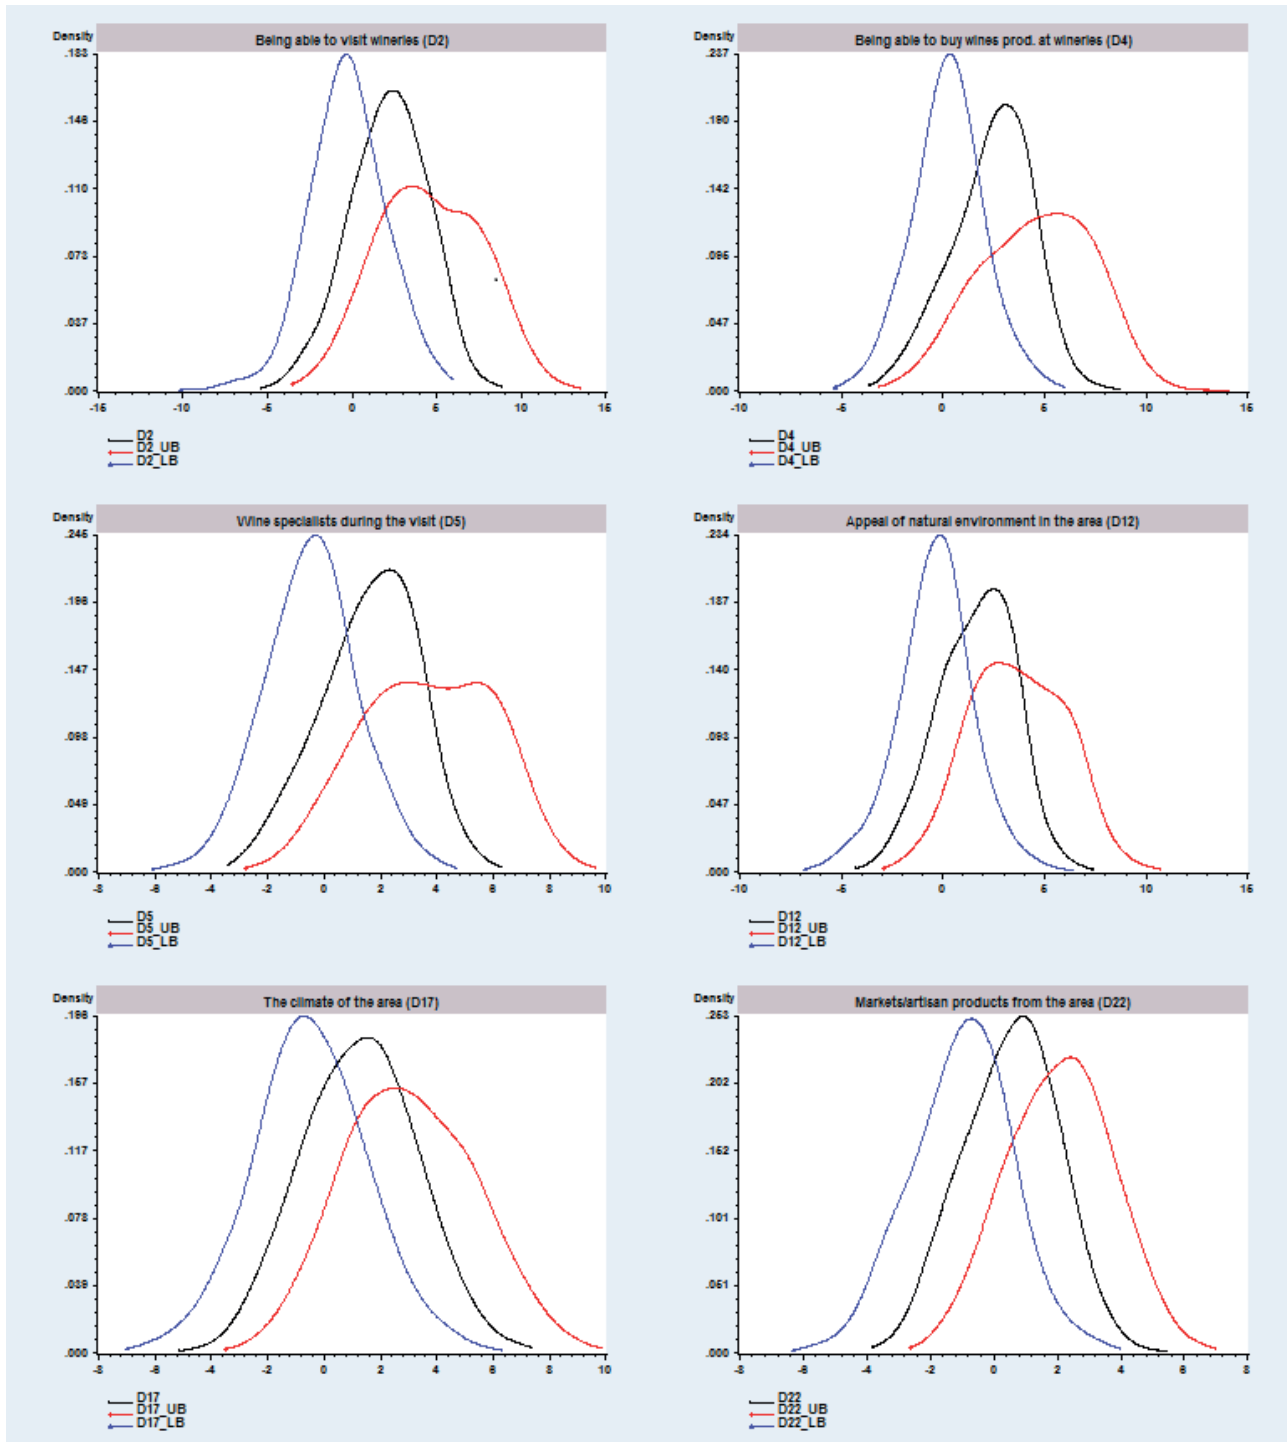 Density
Being able to visit wineries (D2)
.183
.146
.110
.073
.037
.000
-15 -10 -5 0 5 10 15
D2
D2_UB
D2_LB
Density
Being able to buy wines prod. at wineries (D4)
.237
.190
.142
.095
.047
.000
-10 -5 0 5 10 15
D4
D4_UB
D4_LB
Density
Wine specialists during the visit (D5)
.245
.196
.147
.098
.049
.000
-8 -6 -4 -2 0 2 4 6 8 10
D5
D5_UB
D5_LB
Density
Appeal of natural environment in the area (D12)
.234
.187
.140
.093
.047
.000
-10 -5 0 5 10 15
D12
D12_UB
D12_LB
Density
The climate of the area (D17)
.196
.157
.117
.078
.039
.000
-8 -6 -4 -2 0 2 4 6 8 10
D17
D17_UB
D17_LB
Density
Markets/artisan products from the area (D22)
.253
.202
.152
.101
.051
.000
-8 -6 -4 -2 0 2 4 6 8
D22
D22_UB
D22_LB